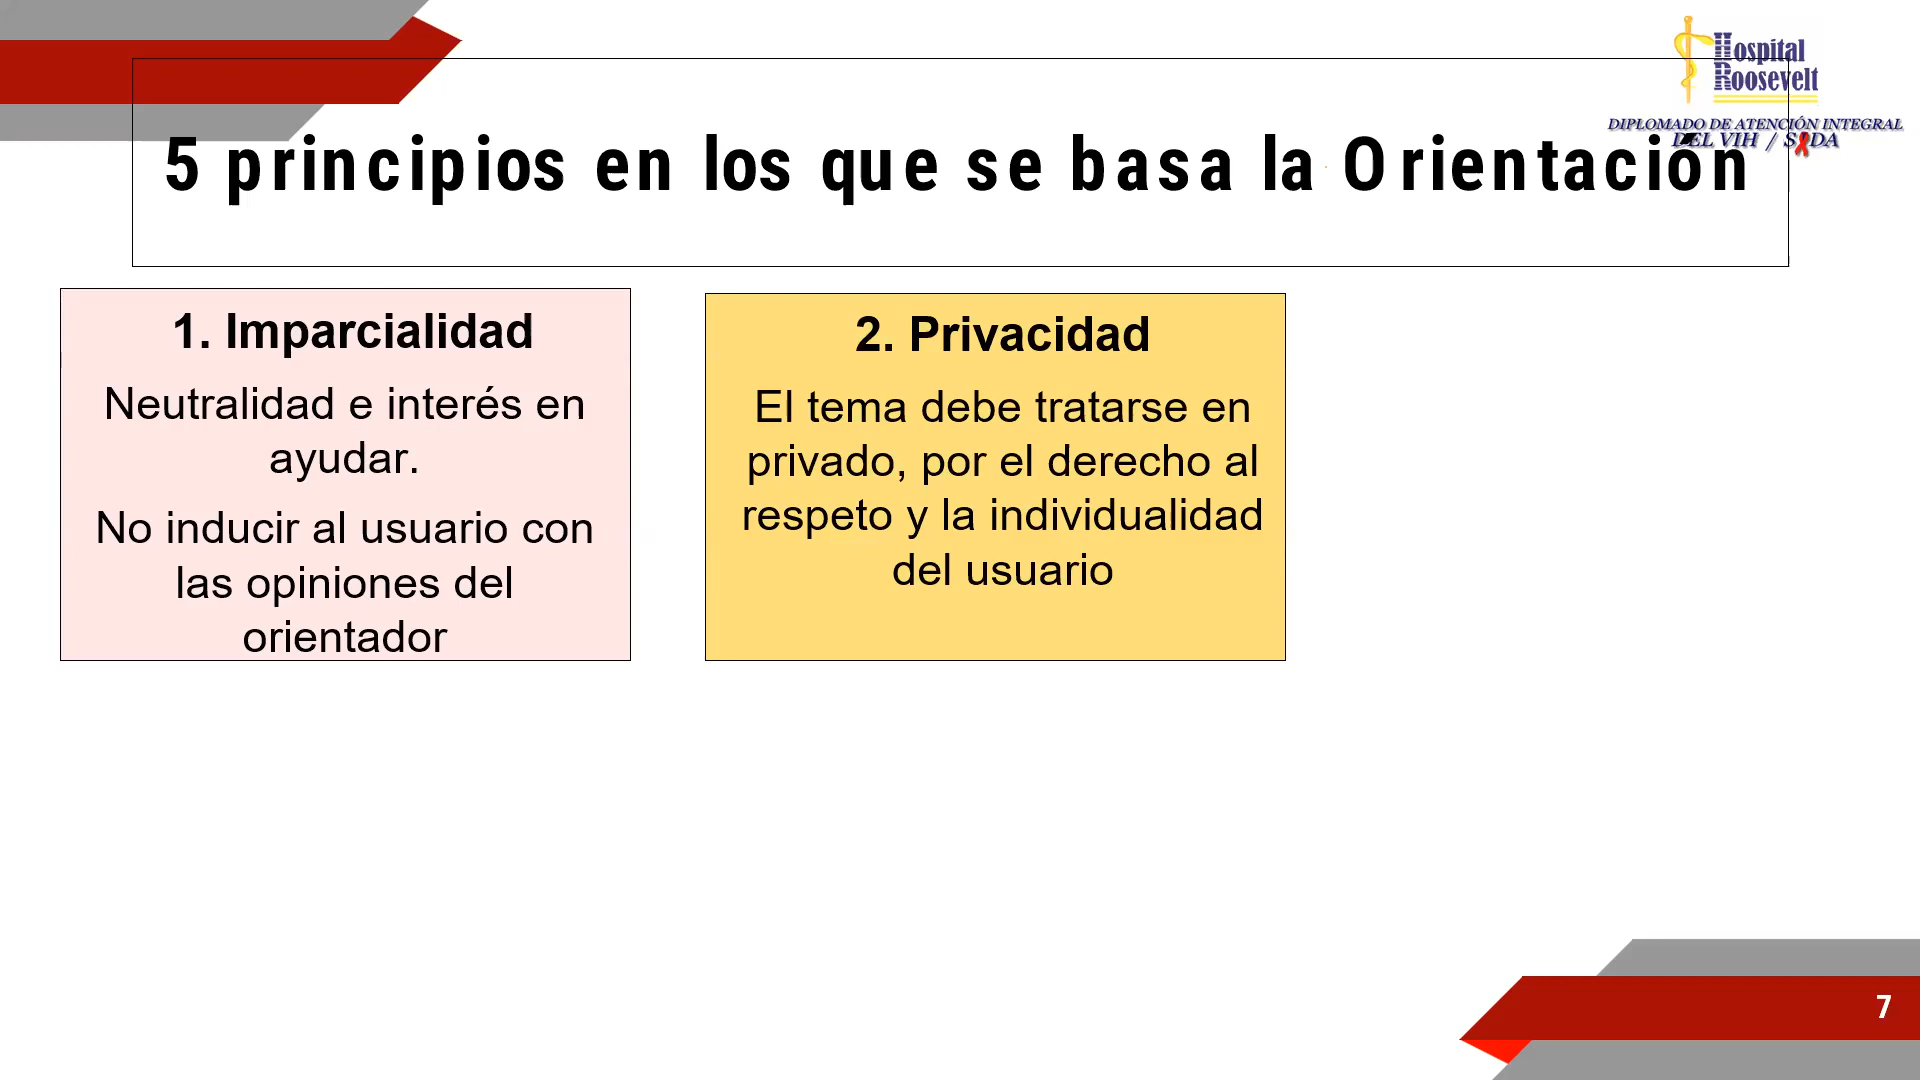 Hospital
Roosevelt
DIPLOMADO DE ATENCIÓN INTEGRAL
DEL VIH / SIDA
5 principios en los que se basa la Orientación
1. Imparcialidad
Neutralidad e interés en
ayudar.
No inducir al usuario con
las opiniones del
orientador
2. Privacidad
El tema debe tratarse en
privado, por el derecho al
respeto y la individualidad
del usuario
7